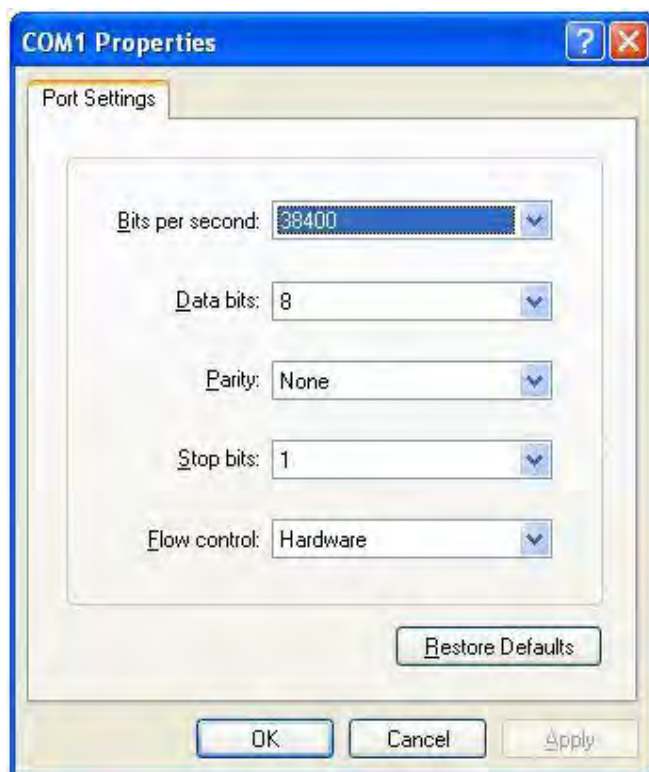 COM1 Properties
Port Settings
Bits per second: 38400
Data bits: 8
Parity: None
Stop bits: 1
Flow control: Hardware
Restore Defaults
OK Cancel Apply